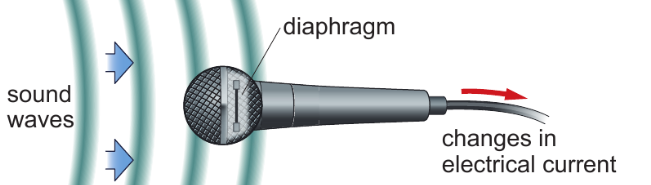 diaphragm
sound
waves
changes in
electrical current